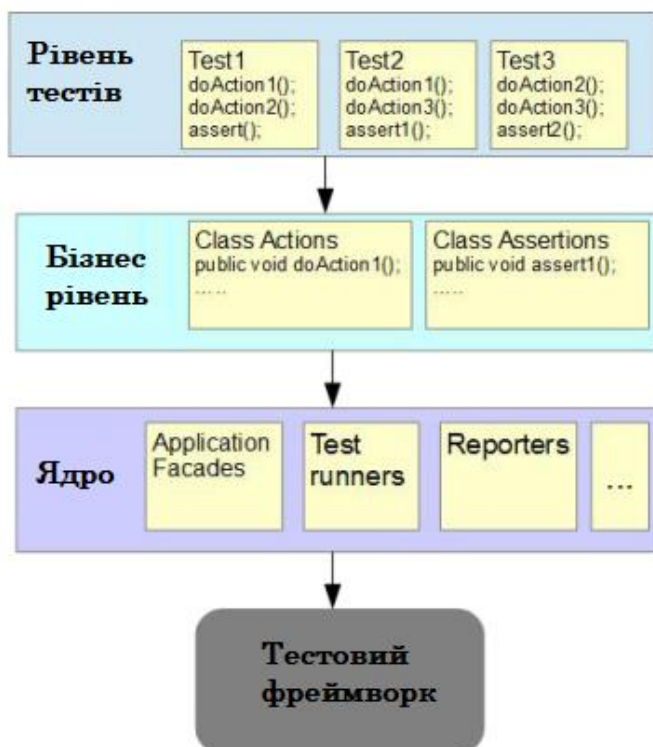 Рівень
тестів
Test1
doAction1();
doAction2();
assert();
Test2
doAction1();
doAction3();
assert1();
Test3
doAction2();
doAction3();
assert2();
Бізнес
рівень
Class Actions
public void doAction1();
.....
Class Assertions
public void assert1();
.....
Ядро
Application
Facades
Test
runners
Reporters
...
Тестовий
фреймворк